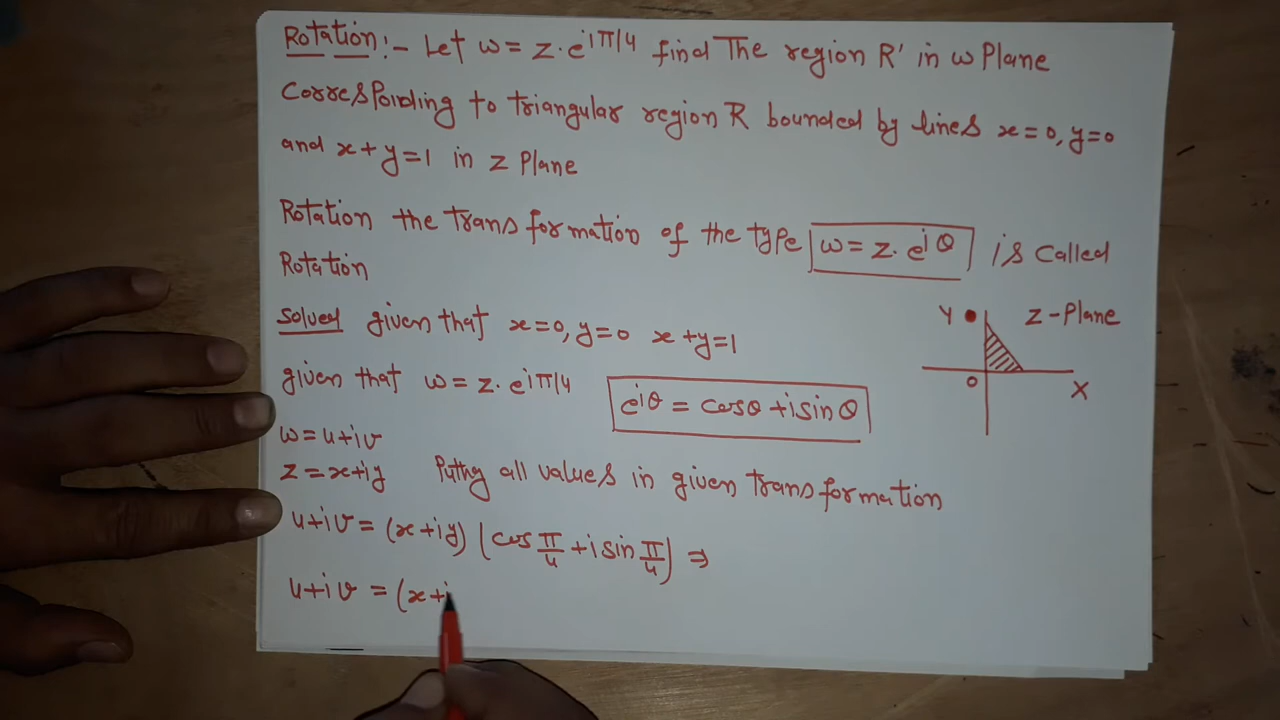 Rotation :- Let w = z. e^iπ/4 find The region R' in w Plane
Corresponding to triangular region R bounded by lines x=0, y=0
and x+y=1 in z Plane
Rotation the transformation of the type w = z. e^iθ is called
Rotation
Solved given that x=0, y=0 x+y=1
Y Z-Plane
O X
given that w = z. e^iπ/4 e^iθ = cosθ + i sin θ
w = u+iv
z = x+iy Puting all values in given transformation
u+iv = (x+iy) (cos π/4 + i sin π/4) ⇒
u+iv = (x+i